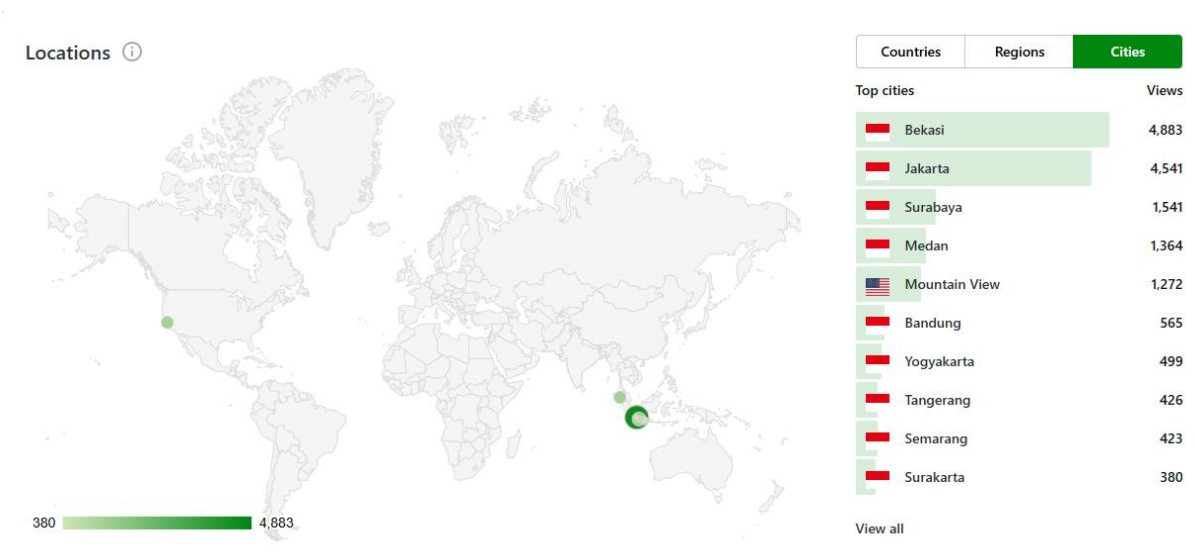 Locations
Countries Regions Cities
Top cities Views
Bekasi 4,883
Jakarta 4,541
Surabaya 1,541
Medan 1,364
Mountain View 1,272
Bandung 565
Yogyakarta 499
Tangerang 426
Semarang 423
Surakarta 380
View all
380 4,883